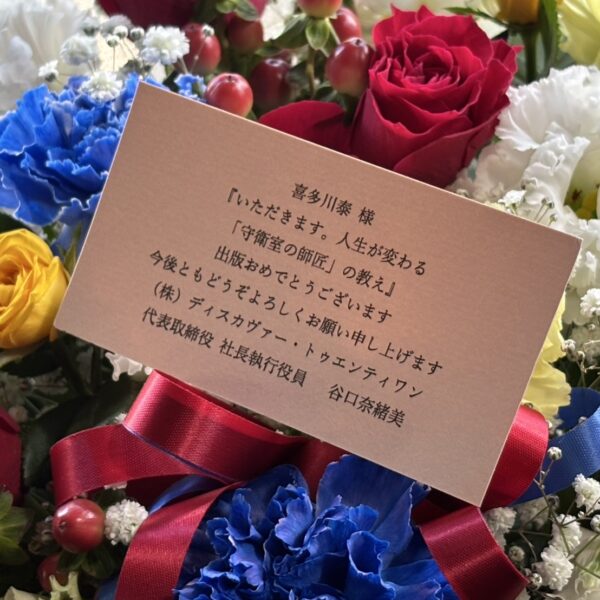 喜多川泰 様
『いただきます。人生が変わる
「守衛室の師匠」の教え』
出版おめでとうございます
今後ともどうぞよろしくお願い申し上げます
(株)ディスカヴァー・トゥエンティワン
代表取締役 社長執行役員　谷口奈緒美